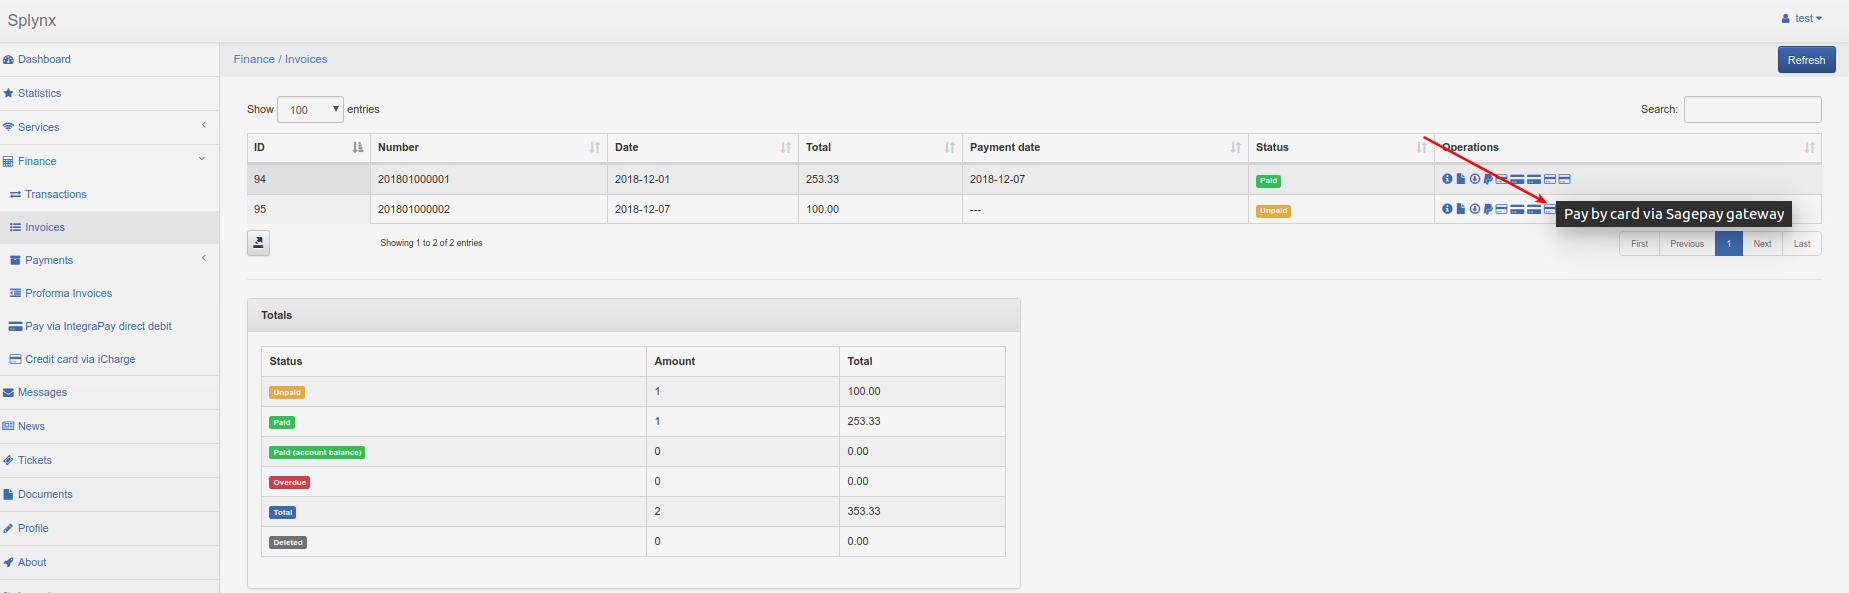 Splynx
test
Dashboard
Statistics
Services
Finance
Transactions
Invoices
Payments
Proforma Invoices
Pay via IntegraPay direct debit
Credit card via iCharge
Messages
News
Tickets
Documents
Profile
About
Finance / Invoices
Refresh
Show 100 entries
Search:
ID Number Date Total Payment date Status Operations
94 201801000001 2018-12-01 253.33 2018-12-07 Paid
95 201801000002 2018-12-07 100.00 --- Unpaid
Pay by card via Sagepay gateway
Showing 1 to 2 of 2 entries
First Previous 1 Next Last
Totals
Status Amount Total
Unpaid 1 100.00
Paid 1 253.33
Paid (account balance) 0 0.00
Overdue 0 0.00
Total 2 353.33
Deleted 0 0.00